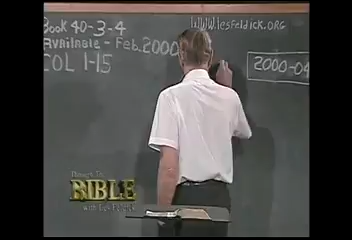 Book 40-3-4
www.lesfeldick.org
Available - Feb. 2000
COL 1-15
2000-04
Through The
BIBLE
with Les Feldick